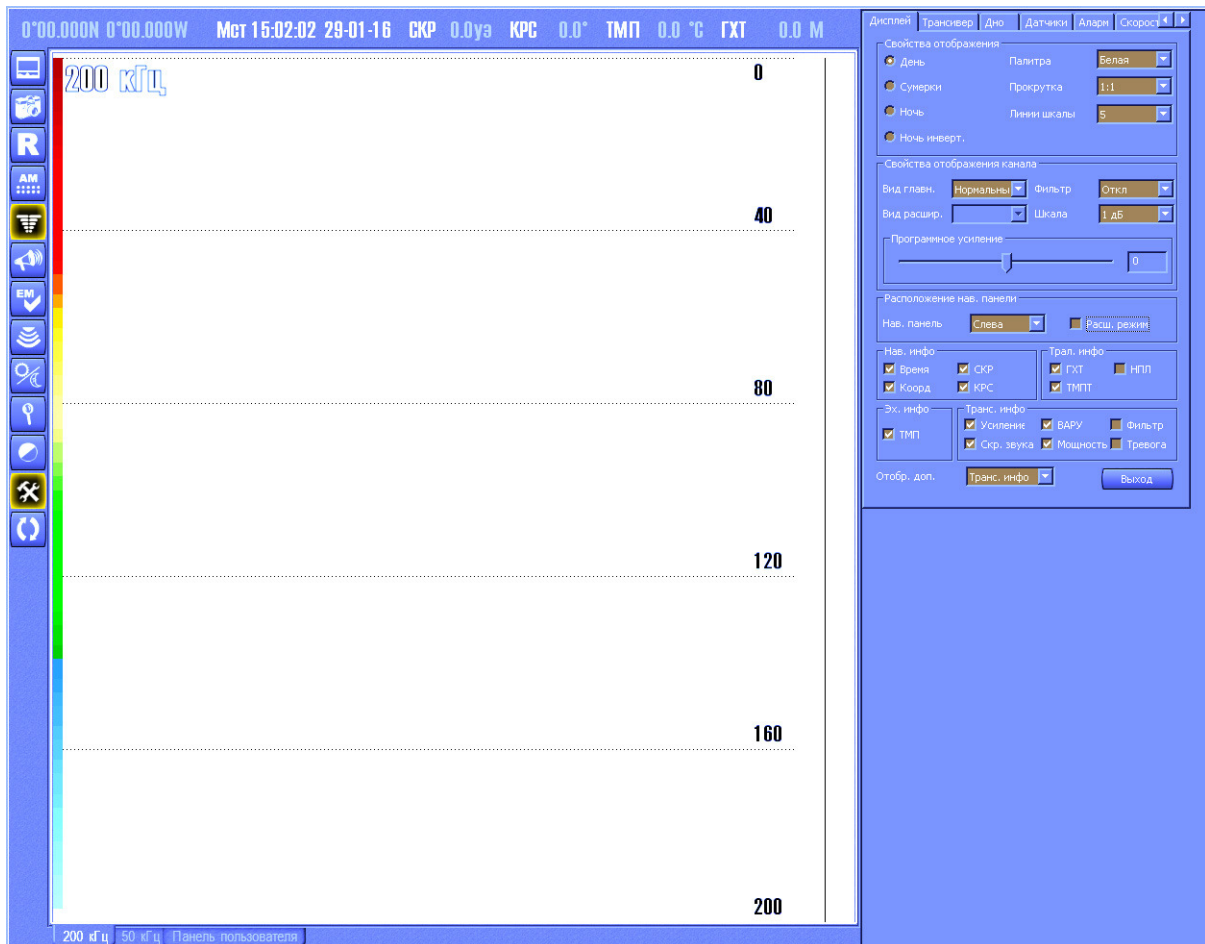 0°00.000N 0°00.000W Мст 15:02:02 29-01-16 СКР 0.0уз КРС 0.0° ТМП 0.0 °C ГХТ 0.0 М
R
AM
EM
200 кГц
0
40
80
120
160
200
200 кГц 50 кГц Панель пользователя
Дисплей Трансивер Дно Датчики Аларм Скорост
Свойства отображения
День Палитра Белая
Сумерки Прокрутка 1:1
Ночь Линии шкалы 5
Ночь инверт.
Свойства отображения канала
Вид главн. Нормальны Фильтр Откл
Вид расшир. Шкала 1 дБ
Программное усиление
0
Расположение нав. панели
Нав. панель Слева Расш. режим
Нав. инфо Трал. инфо
Время СКР ГХТ НПЛ
Коорд КРС ТМПТ
Эх. инфо Транс. инфо
ТМП Усиление ВАРУ Фильтр
Скр. звука Мощность Тревога
Отобр. доп. Транс. инфо Выход